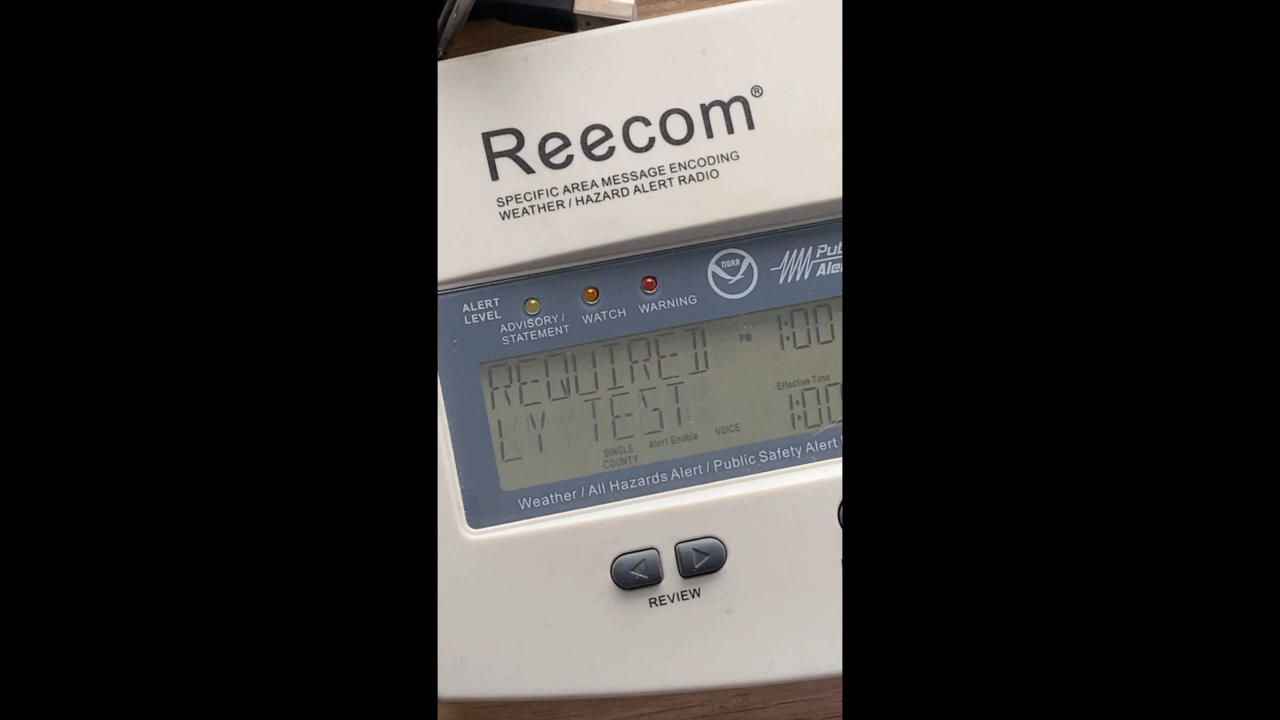 Reecom®
SPECIFIC AREA MESSAGE ENCODING
WEATHER / HAZARD ALERT RADIO
NOAA
ALERT
LEVEL
ADVISORY /
STATEMENT
WATCH
WARNING
REQUIRED
PM
1:00
Effective Time
LY TEST
1:00
SINGLE
COUNTY
Alert Enable
VOICE
Weather / All Hazards Alert / Public Safety Alert
REVIEW